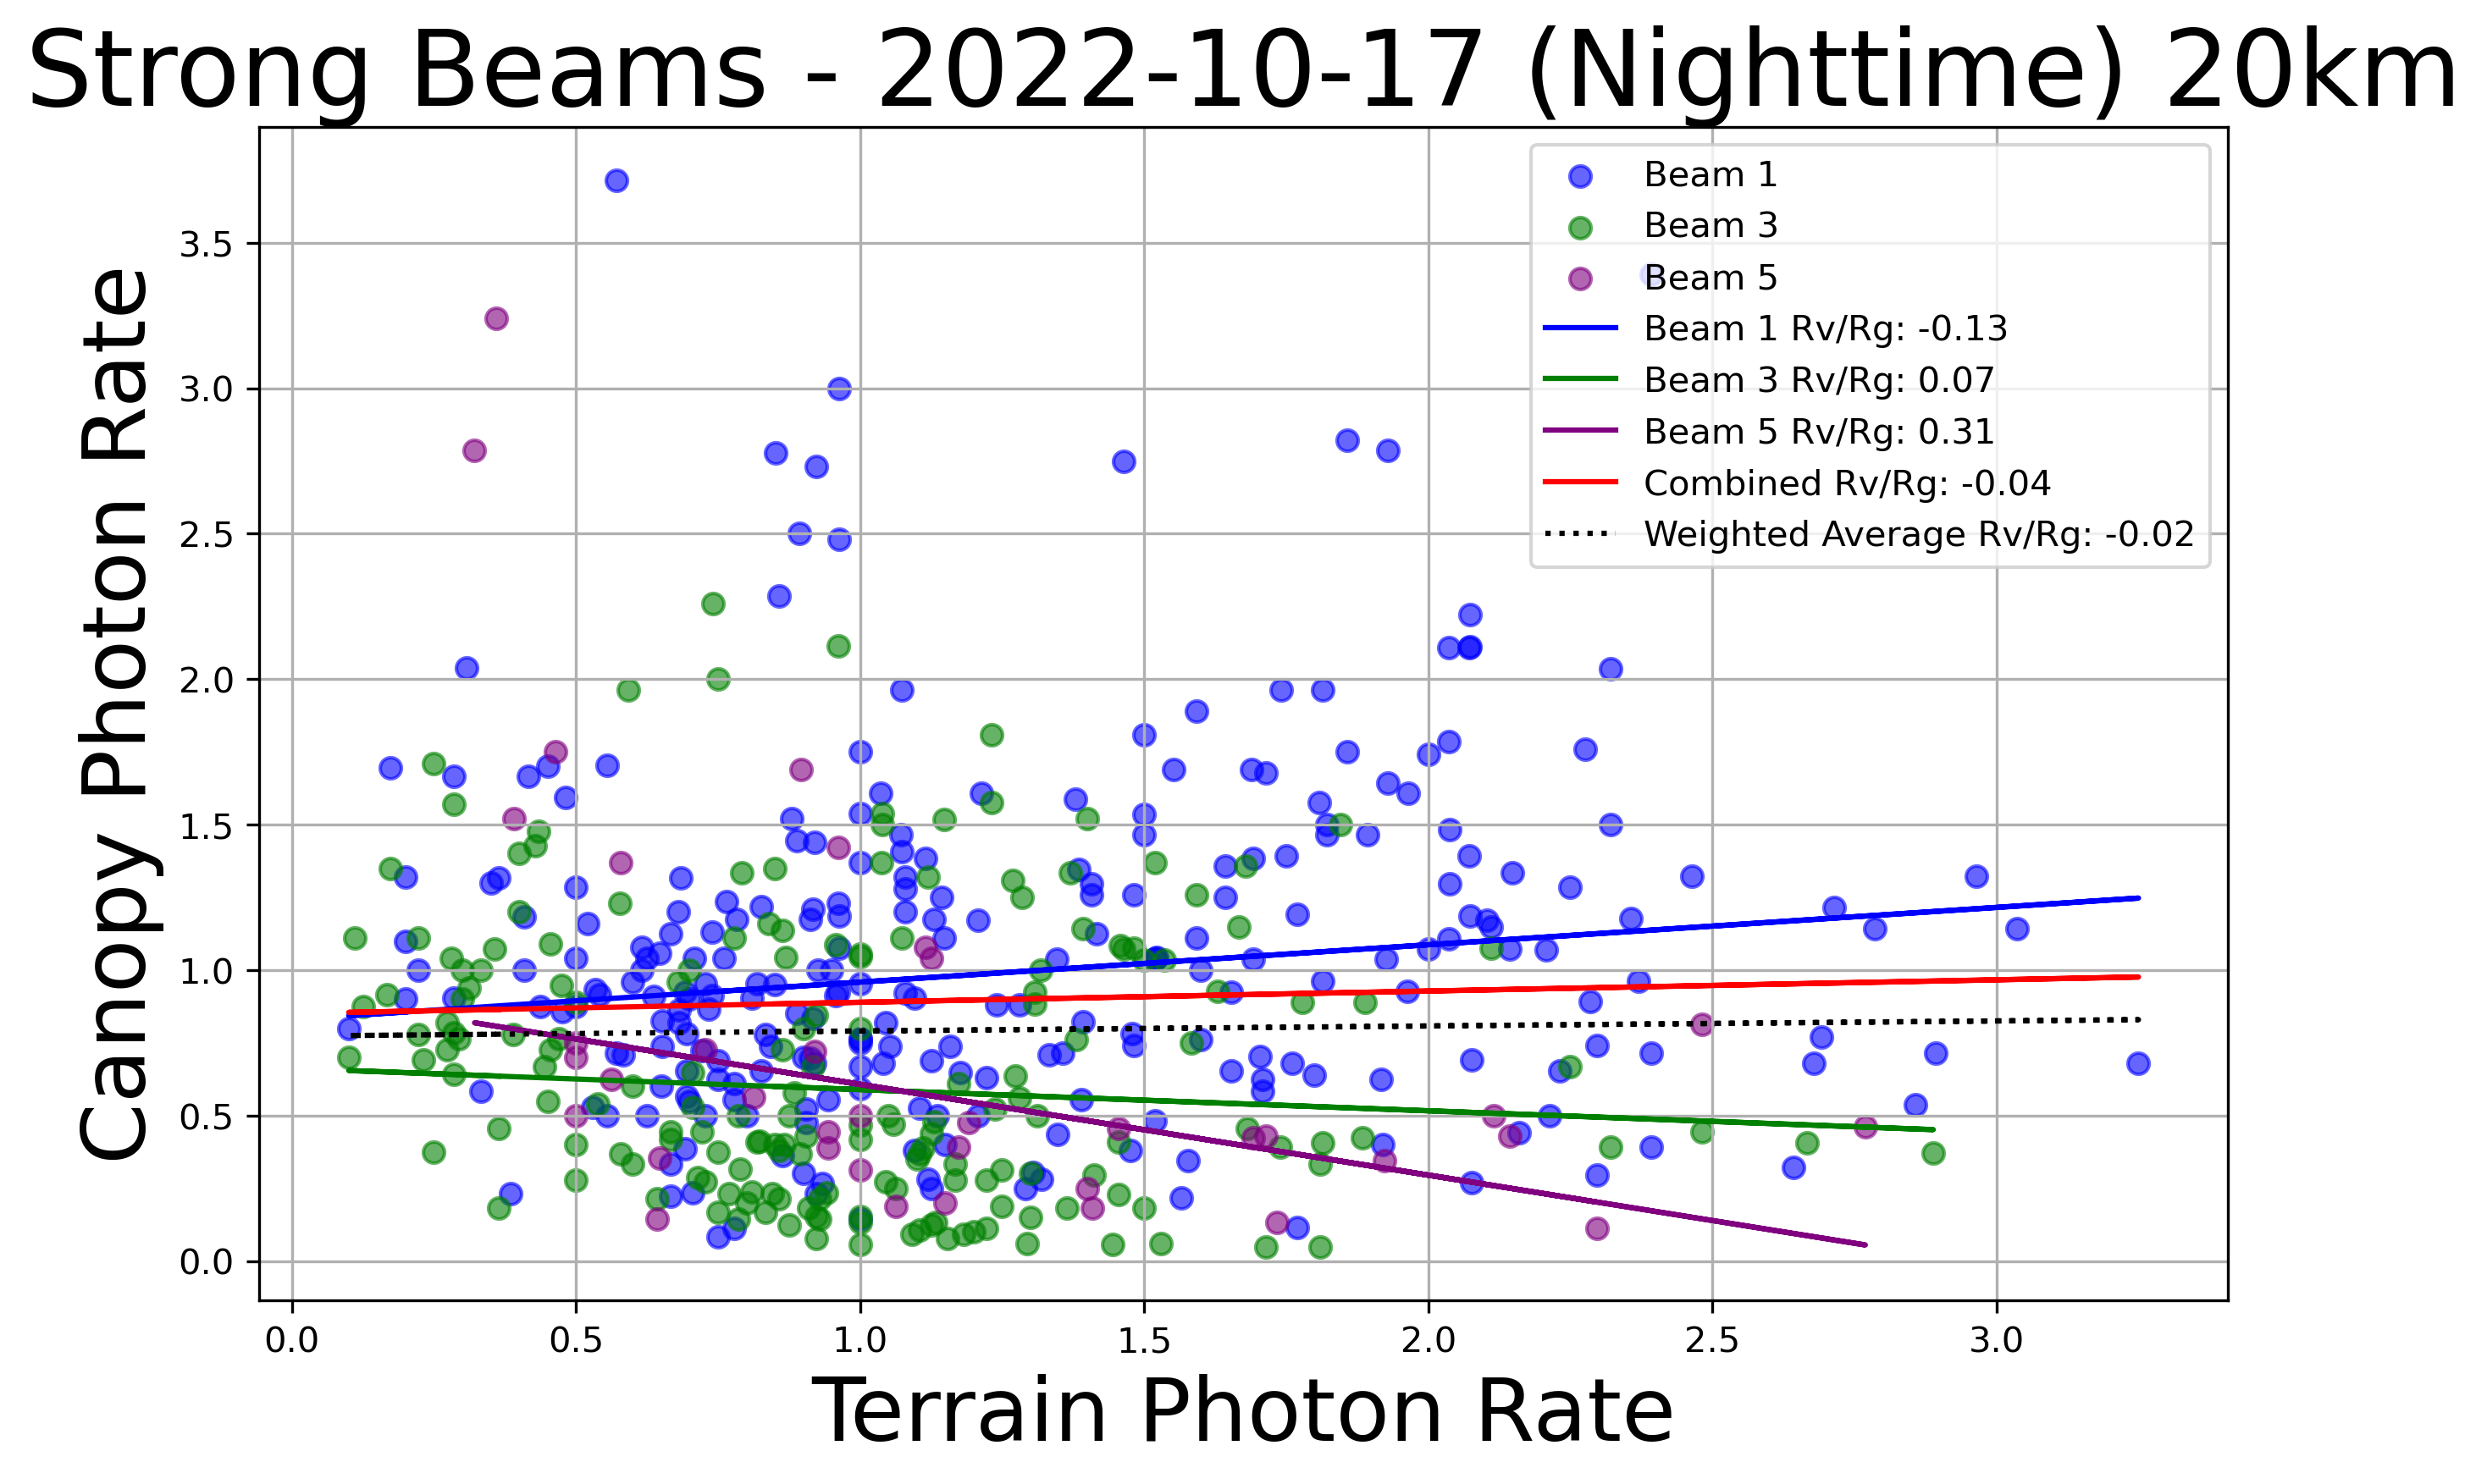 Strong Beams - 2022-10-17 (Nighttime) 20km
Canopy Photon Rate
3.5
3.0
2.5
2.0
1.5
1.0
0.5
0.0
Beam 1
Beam 3
Beam 5
Beam 1 Rv/Rg: -0.13
Beam 3 Rv/Rg: 0.07
Beam 5 Rv/Rg: 0.31
Combined Rv/Rg: -0.04
Weighted Average Rv/Rg: -0.02
0.0 0.5 1.0 1.5 2.0 2.5 3.0
Terrain Photon Rate